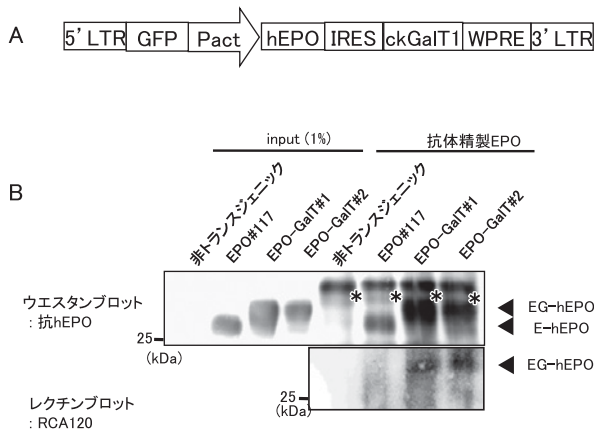 A
5' LTR GFP Pact hEPO IRES ckGalT1 WPRE 3' LTR
B
input (1%)
抗体精製EPO
非トランスジェニック
EPO#117
EPO-GalT#1
EPO-GalT#2
非トランスジェニック
EPO#117
EPO-GalT#1
EPO-GalT#2
ウエスタンブロット
: 抗hEPO
* * * *
EG-hEPO
E-hEPO
25
(kDa)
EG-hEPO
25
(kDa)
レクチンブロット
: RCA120